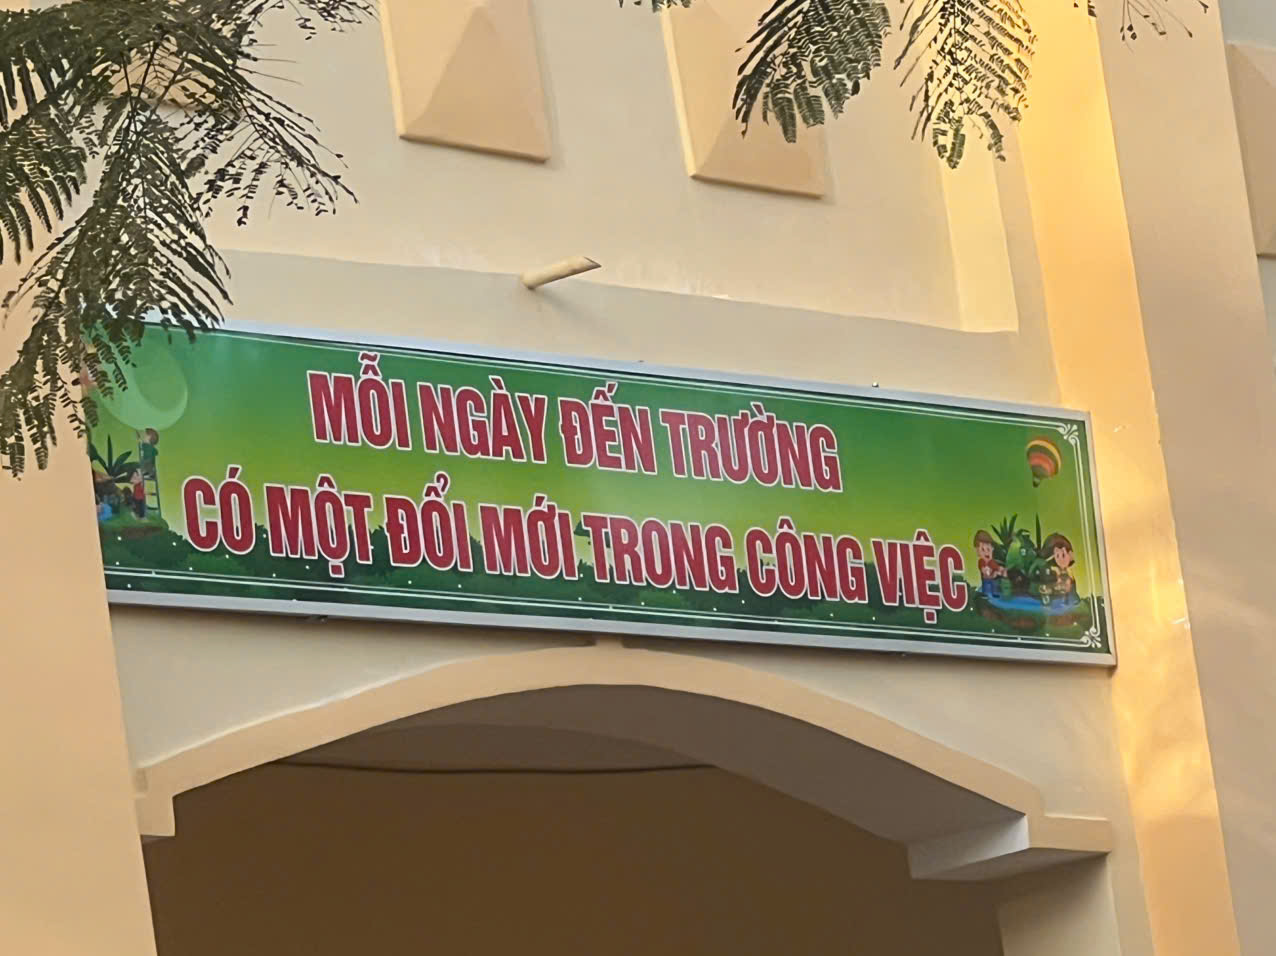 MỖI NGÀY ĐẾN TRƯỜNG
CÓ MỘT ĐỔI MỚI TRONG CÔNG VIỆC